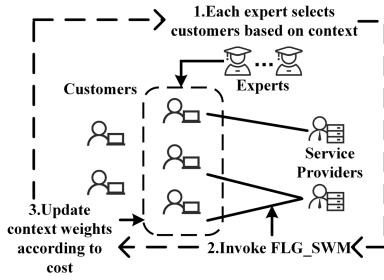 1.Each expert selects
customers based on context
Customers
Experts
Service
Providers
3.Update
context weights
according to
cost
2.Invoke FLG_SWM